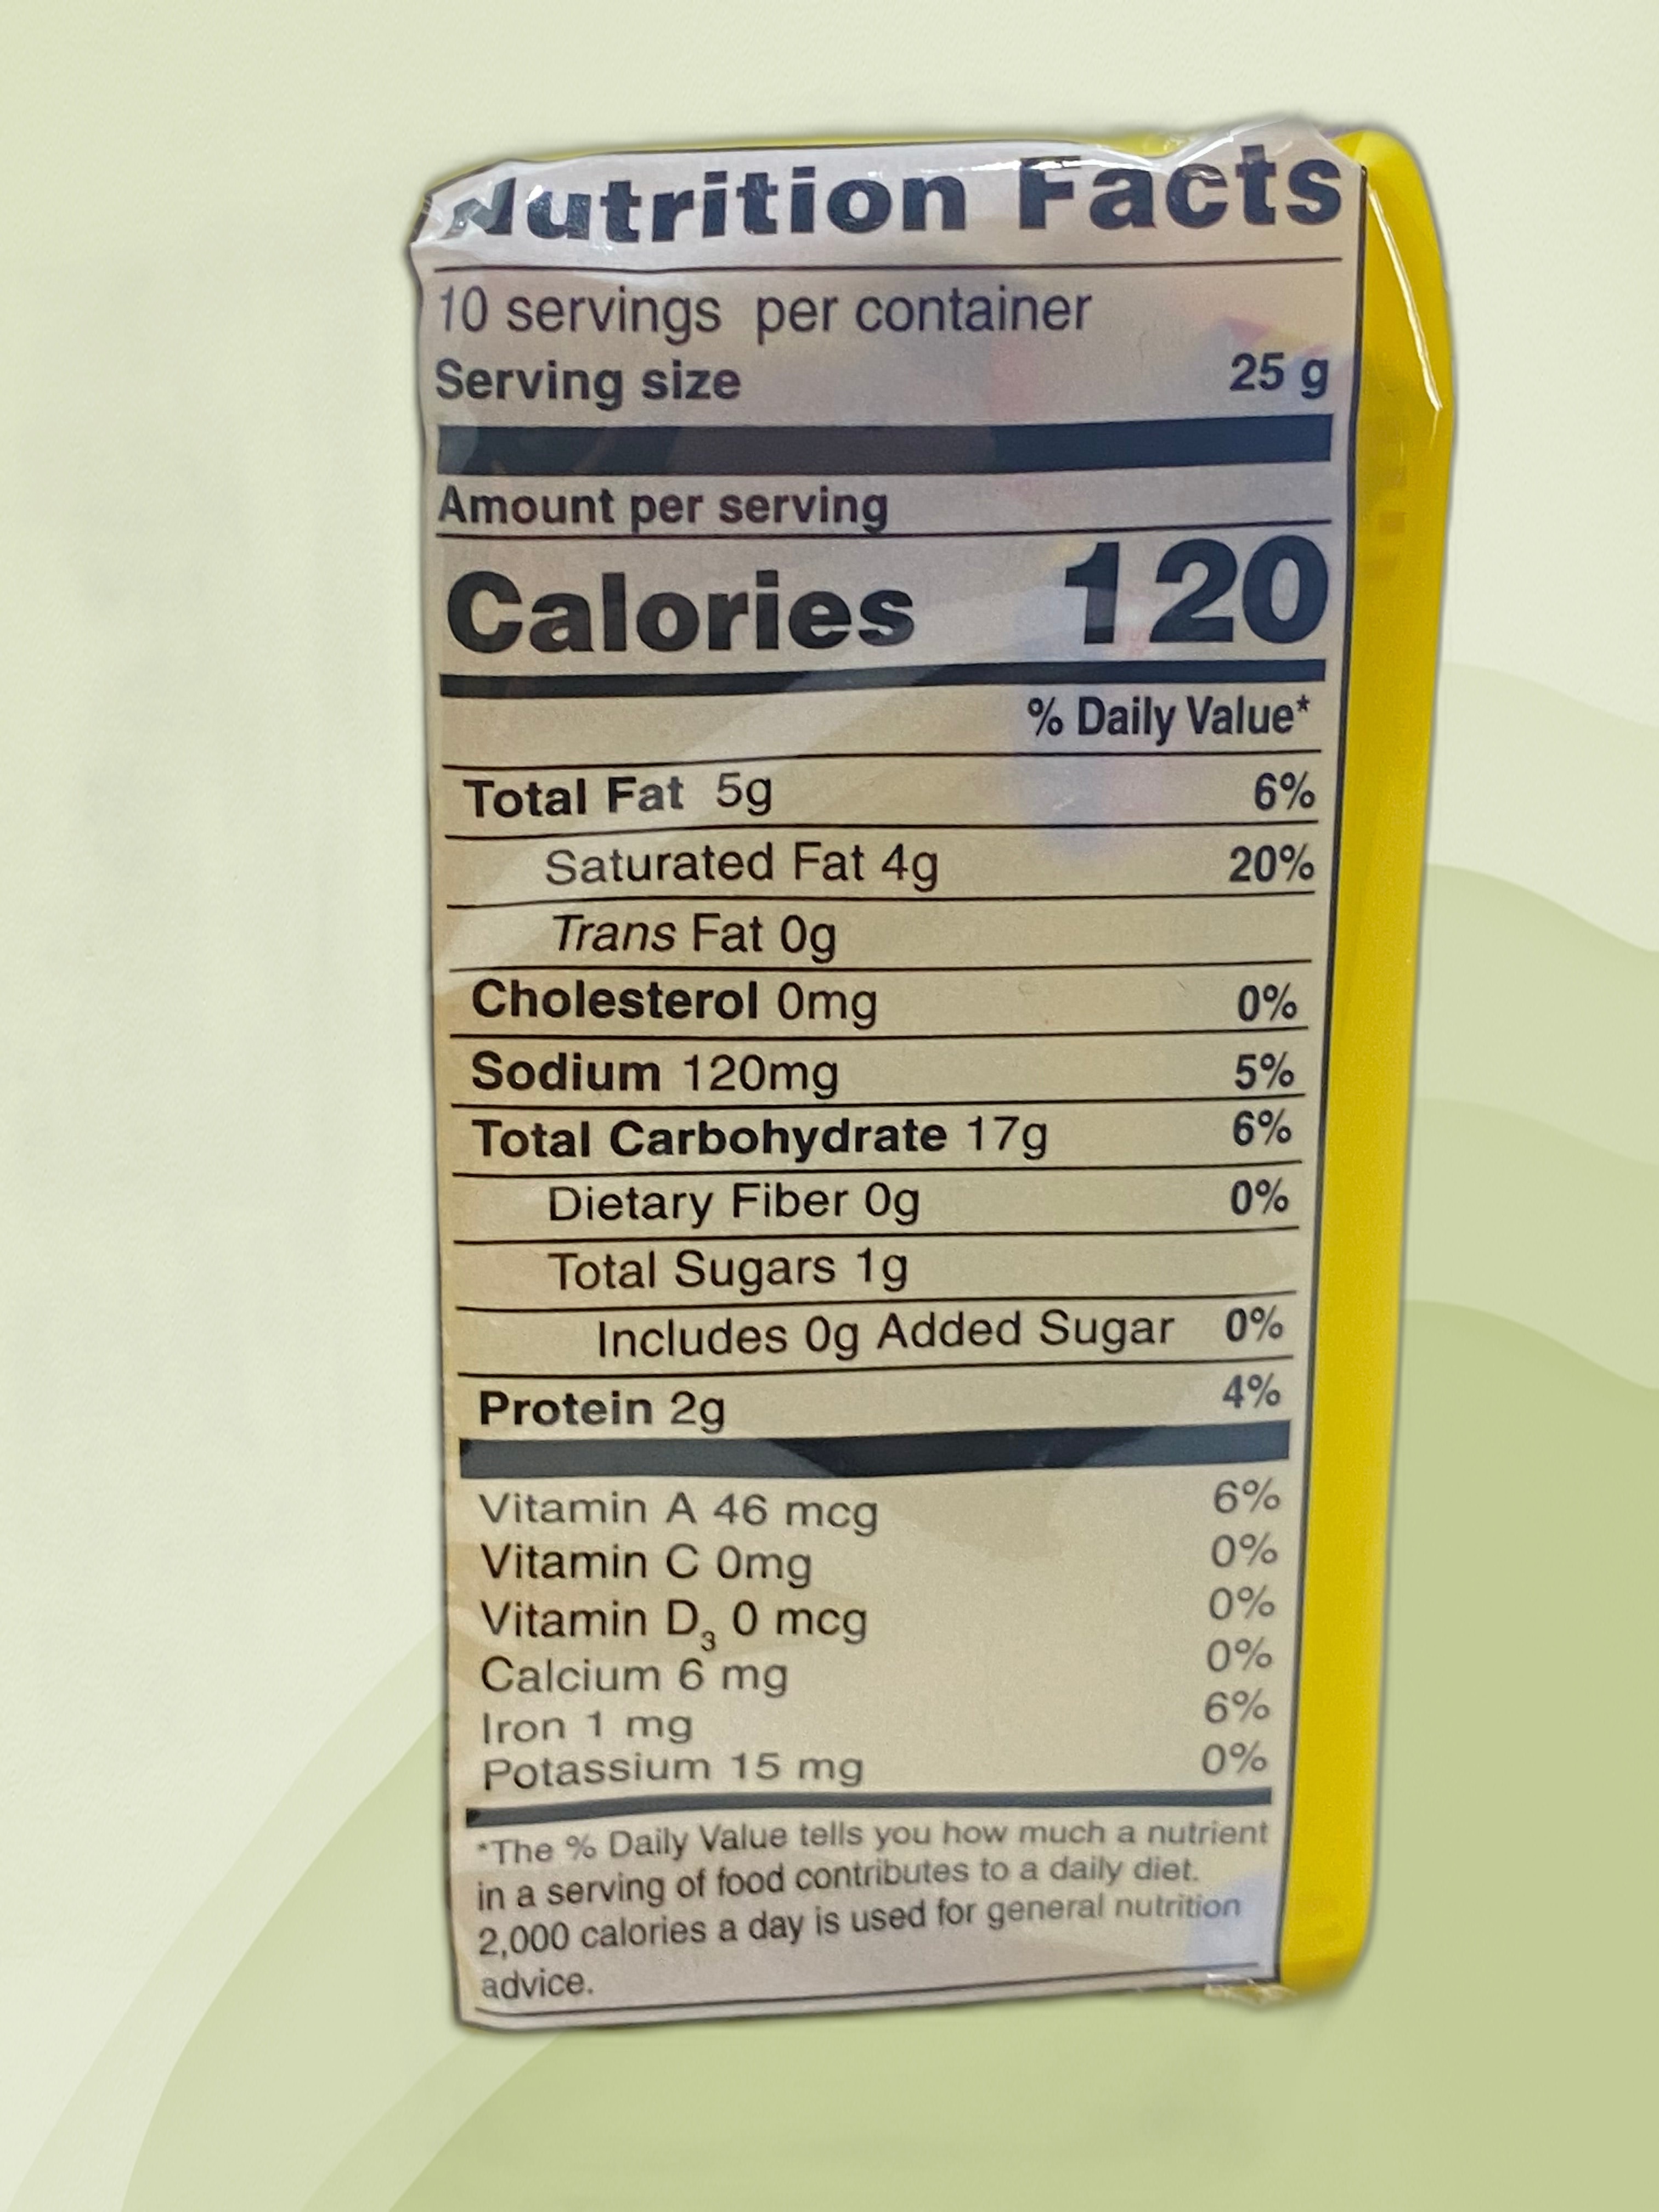 Nutrition Facts
10 servings per container
Serving size 25 g
Amount per serving
Calories 120
% Daily Value*
Total Fat 5g 6%
Saturated Fat 4g 20%
Trans Fat 0g
Cholesterol 0mg 0%
Sodium 120mg 5%
Total Carbohydrate 17g 6%
Dietary Fiber 0g 0%
Total Sugars 1g
Includes 0g Added Sugar 0%
Protein 2g 4%
Vitamin A 46 mcg 6%
Vitamin C 0mg 0%
Vitamin D₃ 0 mcg 0%
Calcium 6 mg 0%
Iron 1 mg 6%
Potassium 15 mg 0%
*The % Daily Value tells you how much a nutrient
in a serving of food contributes to a daily diet.
2,000 calories a day is used for general nutrition
advice.